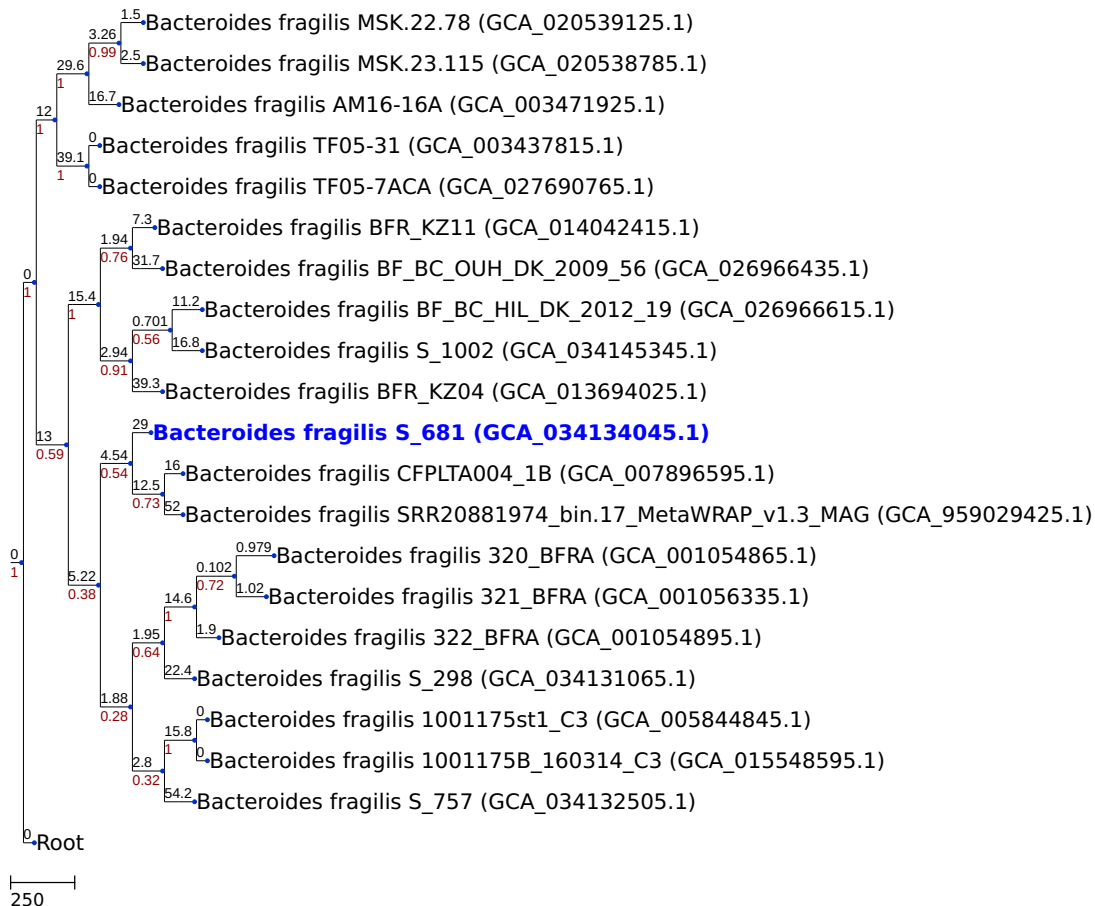 1.5
Bacteroides fragilis MSK.22.78 (GCA_020539125.1)
3.26
0.99
2.5
Bacteroides fragilis MSK.23.115 (GCA_020538785.1)
29.6
1
16.7
Bacteroides fragilis AM16-16A (GCA_003471925.1)
12
1
0
Bacteroides fragilis TF05-31 (GCA_003437815.1)
39.1
1
0
Bacteroides fragilis TF05-7ACA (GCA_027690765.1)
7.3
Bacteroides fragilis BFR_KZ11 (GCA_014042415.1)
1.94
0.76
31.7
Bacteroides fragilis BF_BC_OUH_DK_2009_56 (GCA_026966435.1)
0
1
15.4
1
11.2
Bacteroides fragilis BF_BC_HIL_DK_2012_19 (GCA_026966615.1)
0.701
0.56
16.8
Bacteroides fragilis S_1002 (GCA_034145345.1)
2.94
0.91
39.3
Bacteroides fragilis BFR_KZ04 (GCA_013694025.1)
13
0.59
29
Bacteroides fragilis S_681 (GCA_034134045.1)
4.54
0.54
16
Bacteroides fragilis CFPLTA004_1B (GCA_007896595.1)
12.5
0.73
52
Bacteroides fragilis SRR20881974_bin.17_MetaWRAP_v1.3_MAG (GCA_959029425.1)
0
1
5.22
0.38
0.979
Bacteroides fragilis 320_BFRA (GCA_001054865.1)
0.102
0.72
1.02
Bacteroides fragilis 321_BFRA (GCA_001056335.1)
14.6
1
1.9
Bacteroides fragilis 322_BFRA (GCA_001054895.1)
1.95
0.64
22.4
Bacteroides fragilis S_298 (GCA_034131065.1)
1.88
0.28
0
Bacteroides fragilis 1001175st1_C3 (GCA_005844845.1)
15.8
1
0
Bacteroides fragilis 1001175B_160314_C3 (GCA_015548595.1)
2.8
0.32
54.2
Bacteroides fragilis S_757 (GCA_034132505.1)
0
Root
250